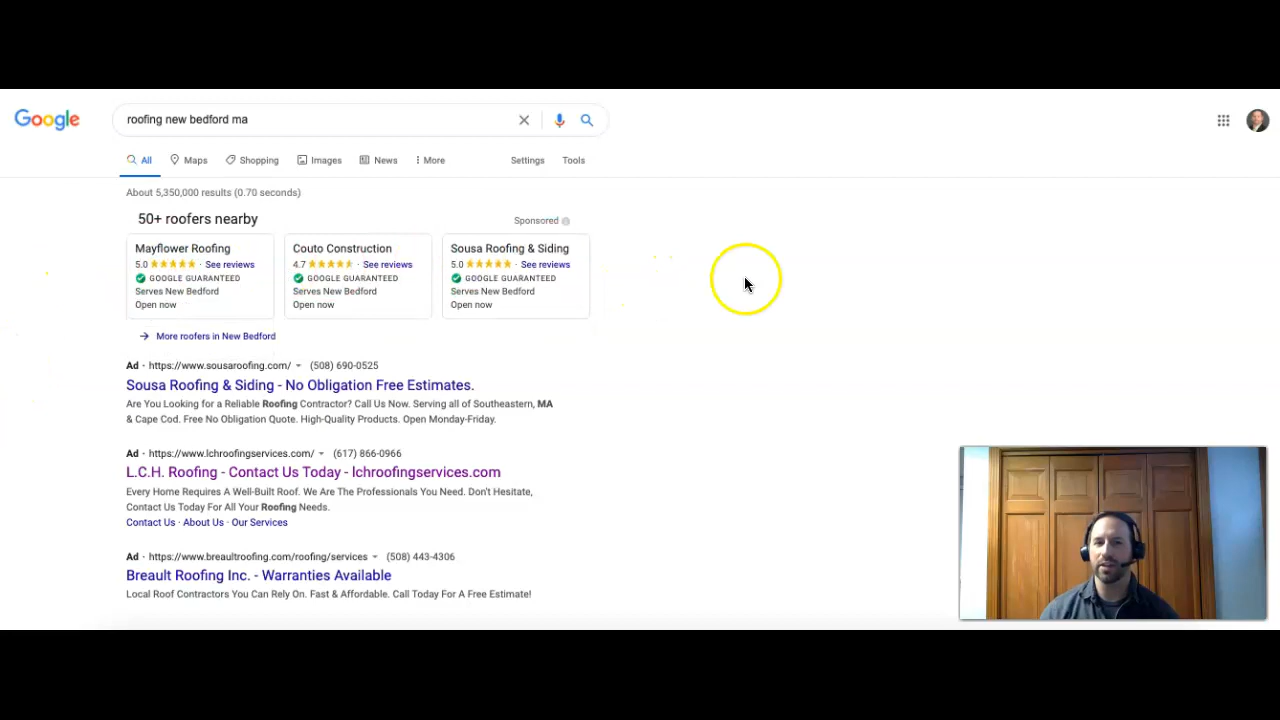 Google
roofing new bedford ma
All Maps Shopping Images News More Settings Tools
About 5,350,000 results (0.70 seconds)
50+ roofers nearby
Sponsored
Mayflower Roofing
5.0 · See reviews
GOOGLE GUARANTEED
Serves New Bedford
Open now
Couto Construction
4.7 · See reviews
GOOGLE GUARANTEED
Serves New Bedford
Open now
Sousa Roofing & Siding
5.0 · See reviews
GOOGLE GUARANTEED
Serves New Bedford
Open now
More roofers in New Bedford
Ad · https://www.sousaroofing.com/ (508) 690-0525
Sousa Roofing & Siding - No Obligation Free Estimates.
Are You Looking for a Reliable Roofing Contractor? Call Us Now. Serving all of Southeastern, MA
& Cape Cod. Free No Obligation Quote. High-Quality Products. Open Monday-Friday.
Ad · https://www.lchroofingservices.com/ (617) 866-0966
L.C.H. Roofing - Contact Us Today - lchroofingservices.com
Every Home Requires A Well-Built Roof. We Are The Professionals You Need. Don't Hesitate,
Contact Us Today For All Your Roofing Needs.
Contact Us · About Us · Our Services
Ad · https://www.breaultroofing.com/roofing/services (508) 443-4306
Breault Roofing Inc. - Warranties Available
Local Roof Contractors You Can Rely On. Fast & Affordable. Call Today For A Free Estimate!